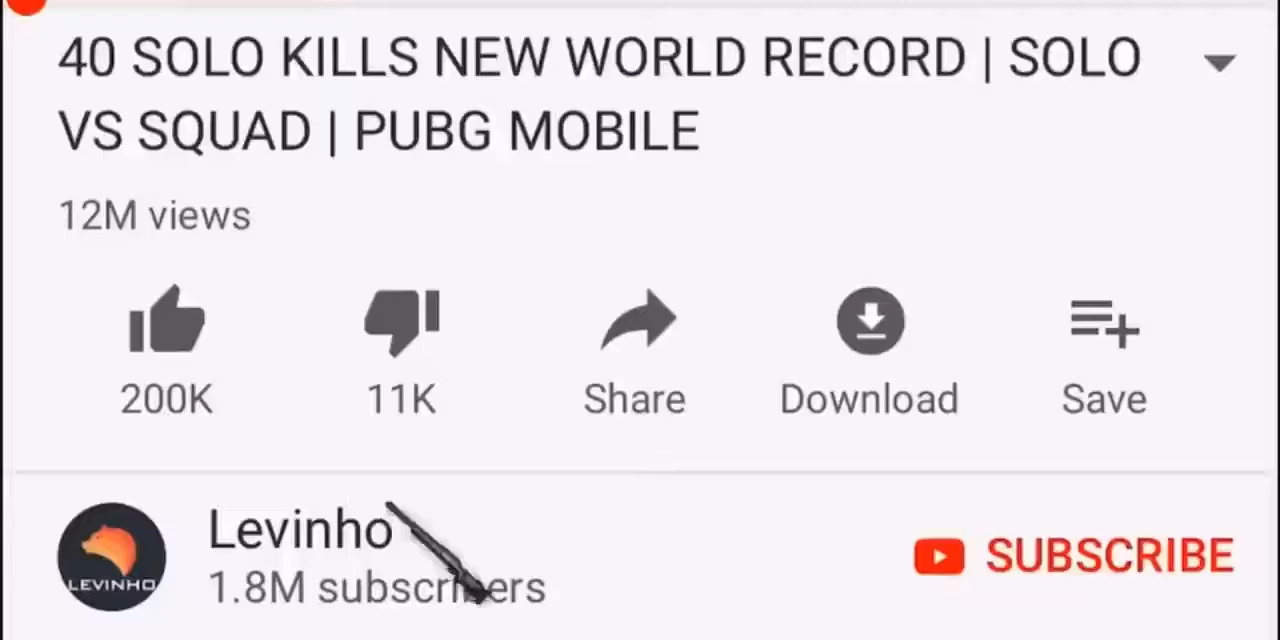 40 SOLO KILLS NEW WORLD RECORD | SOLO
VS SQUAD | PUBG MOBILE
12M views
200K 11K Share Download Save
Levinho
LEVINHO
1.8M subscribers
SUBSCRIBE